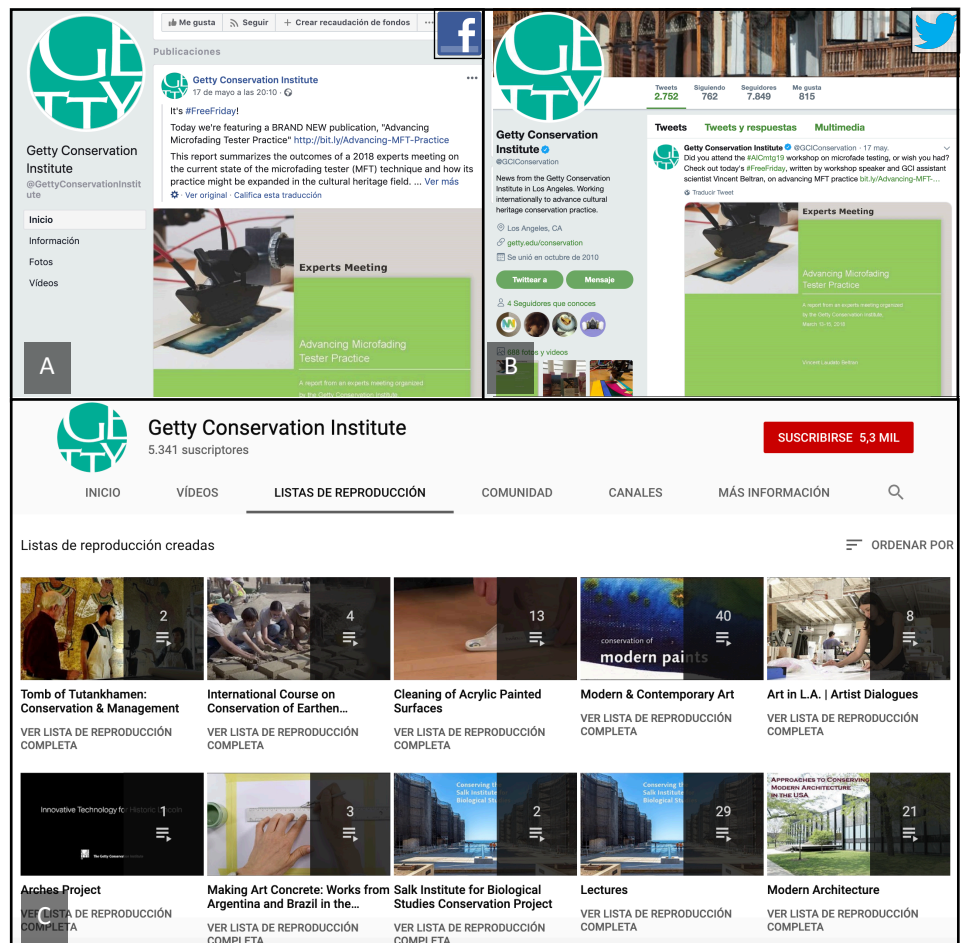 Me gusta
Seguir
Crear recaudación de fondos
f
GETTY
Publicaciones
Getty Conservation Institute
17 de mayo a las 20:10 ·
It's #FreeFriday!
Today we're featuring a BRAND NEW publication, "Advancing
Microfading Tester Practice" http://bit.ly/Advancing-MFT-Practice
This report summarizes the outcomes of a 2018 experts meeting on
the current state of the microfading tester (MFT) technique and how its
practice might be expanded in the cultural heritage field. ... Ver más
· Ver original · Califica esta traducción
Getty Conservation
Institute
@GettyConservationInstit
ute
Inicio
Información
Fotos
Vídeos
Experts Meeting
Advancing Microfading
Tester Practice
A report from an experts meeting organized
by the Getty Conservation Institute
A
GETTY
Tweets
2.752
Siguiendo
762
Seguidores
7.849
Me gusta
815
Getty Conservation
Institute
@GCIConservation
News from the Getty Conservation
Institute in Los Angeles. Working
internationally to advance cultural
heritage conservation practice.
Los Angeles, CA
getty.edu/conservation
Se unió en octubre de 2010
Twittear a
Mensaje
4 Seguidores que conoces
688 fotos y videos
B
Tweets
Tweets y respuestas
Multimedia
Getty Conservation Institute @GCIConservation · 17 may.
Did you attend the #AICmtg19 workshop on microfade testing, or wish you had?
Check out today's #FreeFriday, written by workshop speaker and GCI assistant
scientist Vincent Beltran, on advancing MFT practice bit.ly/Advancing-MFT-...
Traducir Tweet
Experts Meeting
Advancing Microfading
Tester Practice
A report from an experts meeting organized
by the Getty Conservation Institute
Vincent Laudato Beltran
GETTY
Getty Conservation Institute
5.341 suscriptores
SUSCRIBIRSE 5,3 MIL
INICIO
VÍDEOS
LISTAS DE REPRODUCCIÓN
COMUNIDAD
CANALES
MÁS INFORMACIÓN
Listas de reproducción creadas
ORDENAR POR
2
Tomb of Tutankhamen:
Conservation & Management
VER LISTA DE REPRODUCCIÓN
COMPLETA
4
International Course on
Conservation of Earthen...
VER LISTA DE REPRODUCCIÓN
COMPLETA
13
Cleaning of Acrylic Painted
Surfaces
VER LISTA DE REPRODUCCIÓN
COMPLETA
conservation of
modern paints
40
Modern & Contemporary Art
VER LISTA DE REPRODUCCIÓN
COMPLETA
8
Art in L.A. | Artist Dialogues
VER LISTA DE REPRODUCCIÓN
COMPLETA
Innovative Technology for Historic
1
Arches Project
VER LISTA DE REPRODUCCIÓN
COMPLETA
C
3
Making Art Concrete: Works from
Argentina and Brazil in the...
VER LISTA DE REPRODUCCIÓN
COMPLETA
Conserving the
Salk Institute
Biological Studies
2
Salk Institute for Biological
Studies Conservation Project
VER LISTA DE REPRODUCCIÓN
COMPLETA
Conserving the
Salk Institute
Biological
29
Lectures
VER LISTA DE REPRODUCCIÓN
COMPLETA
APPROACHES TO CONSERVING
MODERN ARCHITECTURE
IN THE USA
21
Modern Architecture
VER LISTA DE REPRODUCCIÓN
COMPLETA